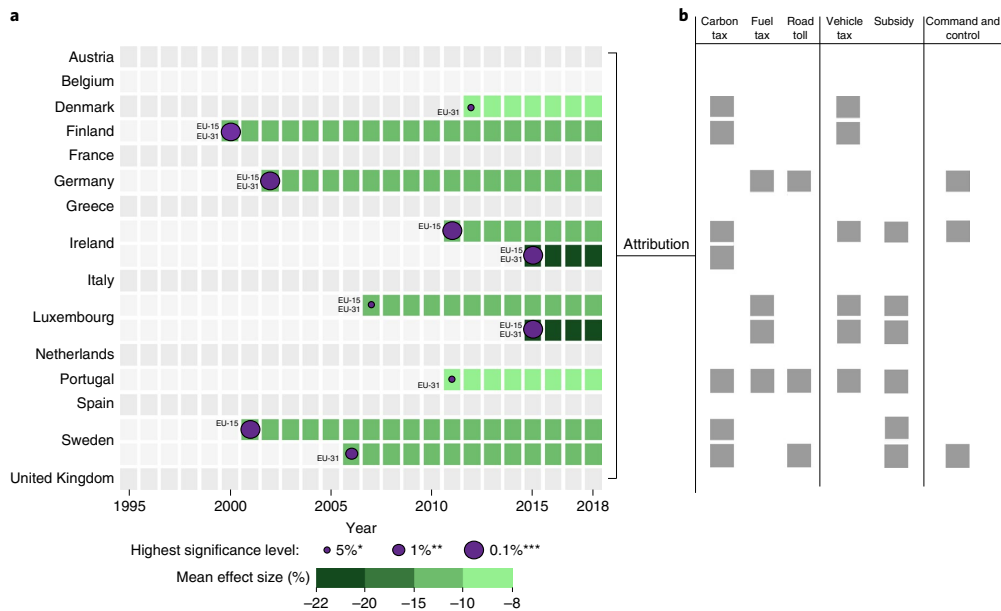 a
b
Carbon tax
Fuel tax
Road toll
Vehicle tax
Subsidy
Command and control
Austria
Belgium
Denmark
EU-31
Finland
EU-15
EU-31
France
Germany
EU-15
EU-31
Greece
Ireland
EU-15
EU-15
EU-31
Attribution
Italy
Luxembourg
EU-15
EU-31
EU-15
EU-31
Netherlands
Portugal
EU-31
Spain
Sweden
EU-15
EU-31
United Kingdom
1995 2000 2005 2010 2015 2018
Year
Highest significance level: 5%* 1%** 0.1%***
Mean effect size (%)
−22 −20 −15 −10 −8